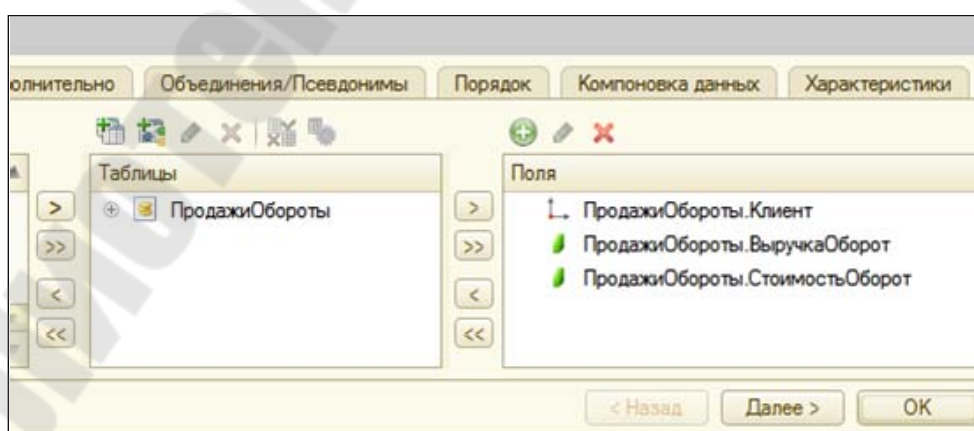 олнительно Объединения/Псевдонимы Порядок Компоновка данных Характеристики
Таблицы Поля
> ПродажиОбороты > ПродажиОбороты.Клиент
>> >> ПродажиОбороты.ВыручкаОборот
< < ПродажиОбороты.СтоимостьОборот
<< <<
< Назад Далее > OK